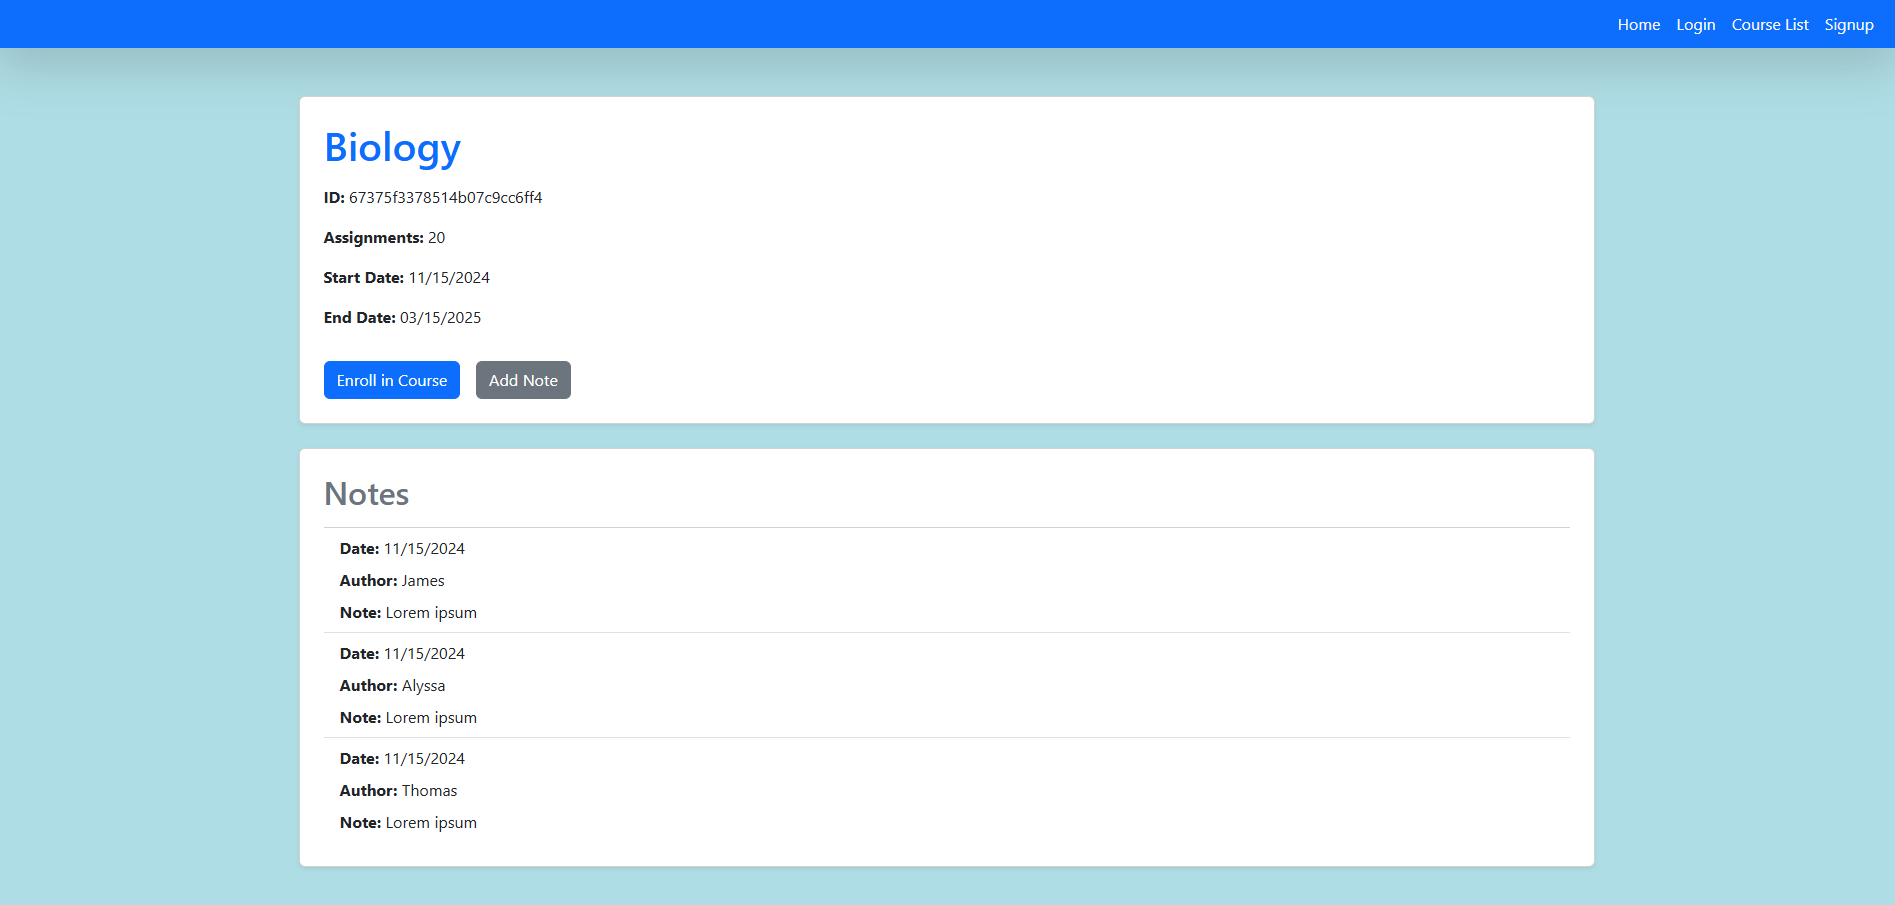 Home Login Course List Signup
Biology
ID: 67375f3378514b07c9cc6ff4
Assignments: 20
Start Date: 11/15/2024
End Date: 03/15/2025
Enroll in Course Add Note
Notes
Date: 11/15/2024
Author: James
Note: Lorem ipsum
Date: 11/15/2024
Author: Alyssa
Note: Lorem ipsum
Date: 11/15/2024
Author: Thomas
Note: Lorem ipsum